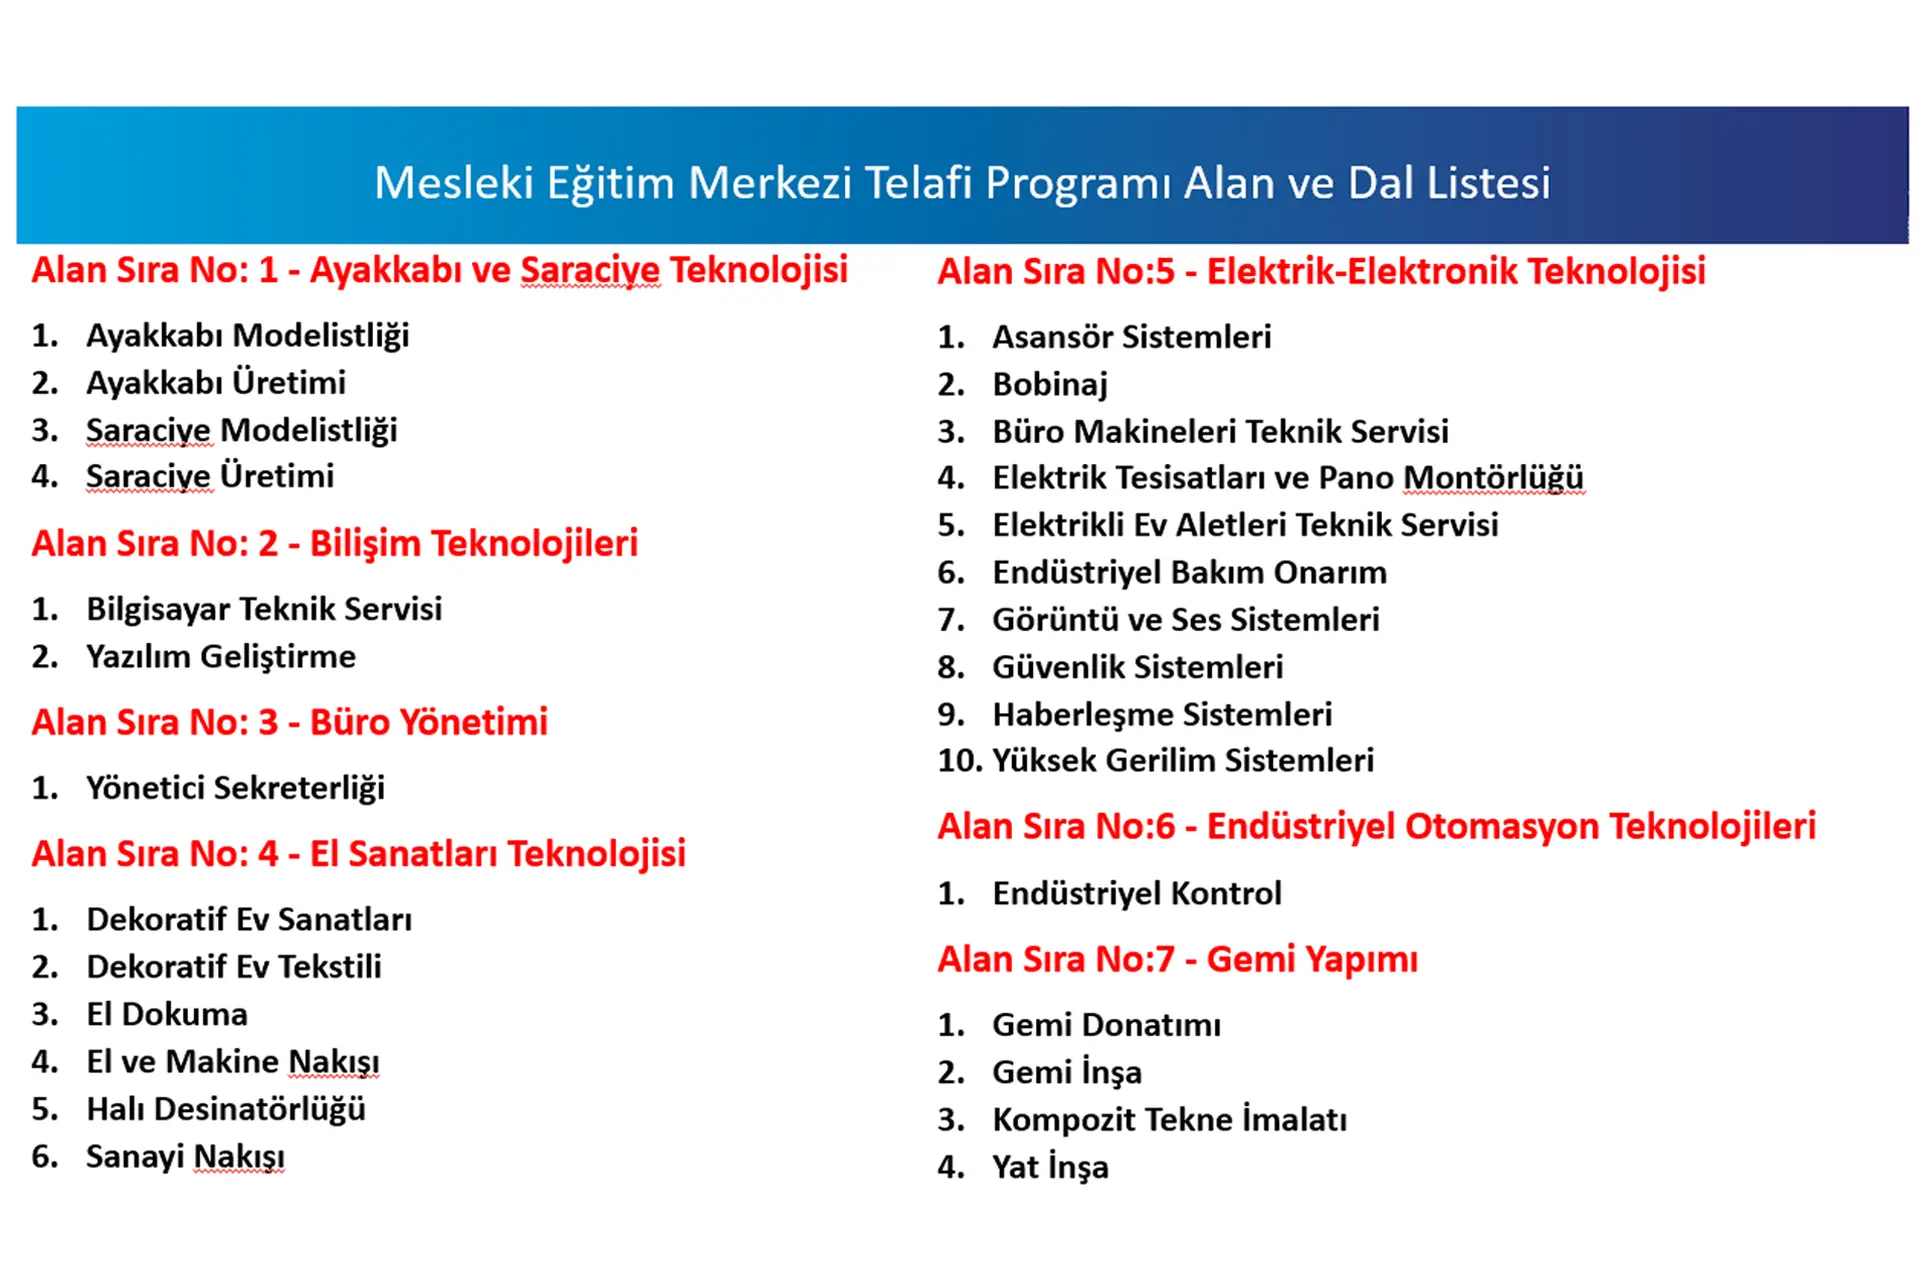 Mesleki Eğitim Merkezi Telafi Programı Alan ve Dal Listesi
Alan Sıra No: 1 - Ayakkabı ve Saraciye Teknolojisi
1. Ayakkabı Modelistliği
2. Ayakkabı Üretimi
3. Saraciye Modelistliği
4. Saraciye Üretimi
Alan Sıra No: 2 - Bilişim Teknolojileri
1. Bilgisayar Teknik Servisi
2. Yazılım Geliştirme
Alan Sıra No: 3 - Büro Yönetimi
1. Yönetici Sekreterliği
Alan Sıra No: 4 - El Sanatları Teknolojisi
1. Dekoratif Ev Sanatları
2. Dekoratif Ev Tekstili
3. El Dokuma
4. El ve Makine Nakışı
5. Halı Desinatörlüğü
6. Sanayi Nakışı
Alan Sıra No:5 - Elektrik-Elektronik Teknolojisi
1. Asansör Sistemleri
2. Bobinaj
3. Büro Makineleri Teknik Servisi
4. Elektrik Tesisatları ve Pano Montörlüğü
5. Elektrikli Ev Aletleri Teknik Servisi
6. Endüstriyel Bakım Onarım
7. Görüntü ve Ses Sistemleri
8. Güvenlik Sistemleri
9. Haberleşme Sistemleri
10. Yüksek Gerilim Sistemleri
Alan Sıra No:6 - Endüstriyel Otomasyon Teknolojileri
1. Endüstriyel Kontrol
Alan Sıra No:7 - Gemi Yapımı
1. Gemi Donatımı
2. Gemi İnşa
3. Kompozit Tekne İmalatı
4. Yat İnşa